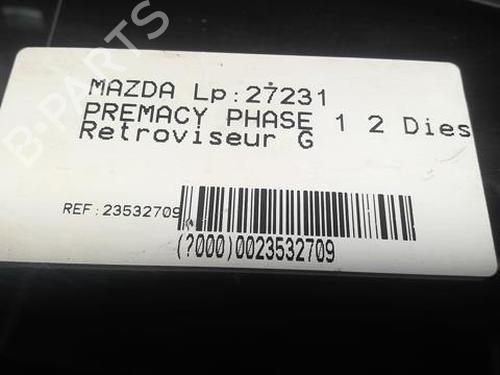 B-PARTS
MAZDA Lp:27231
PREMACY PHASE 1 2 Dies
Retroviseur G
REF:23532709
(?000)0023532709